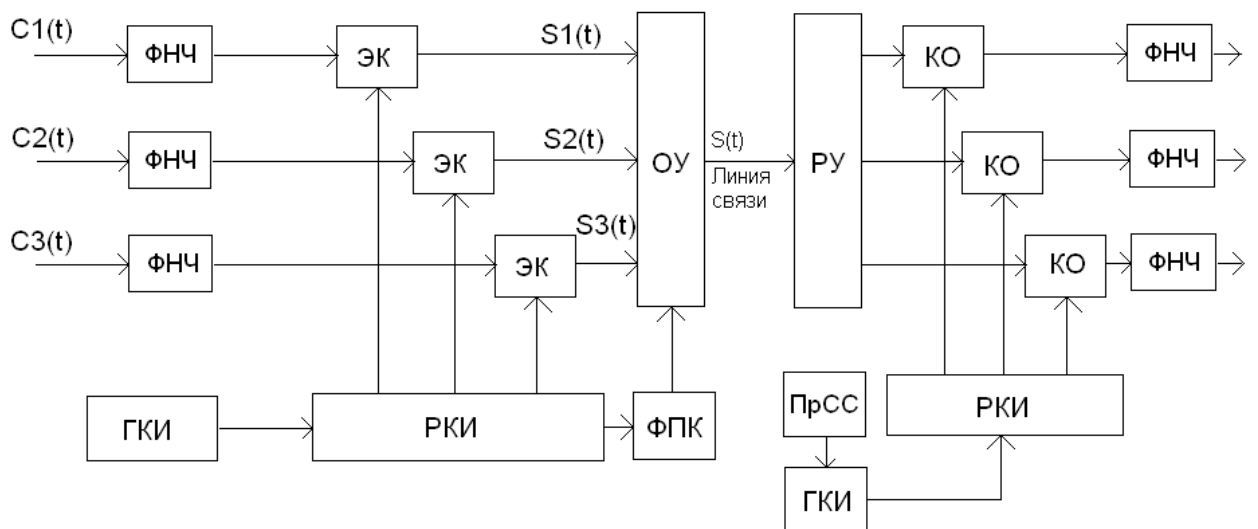 C1(t)
ФНЧ
ЭК
S1(t)
C2(t)
ФНЧ
ЭК
S2(t)
C3(t)
ФНЧ
ЭК
S3(t)
ОУ
S(t)
Линия
связи
РУ
КО
ФНЧ
КО
ФНЧ
КО
ФНЧ
ГКИ
РКИ
ФПК
ПрСС
ГКИ
РКИ